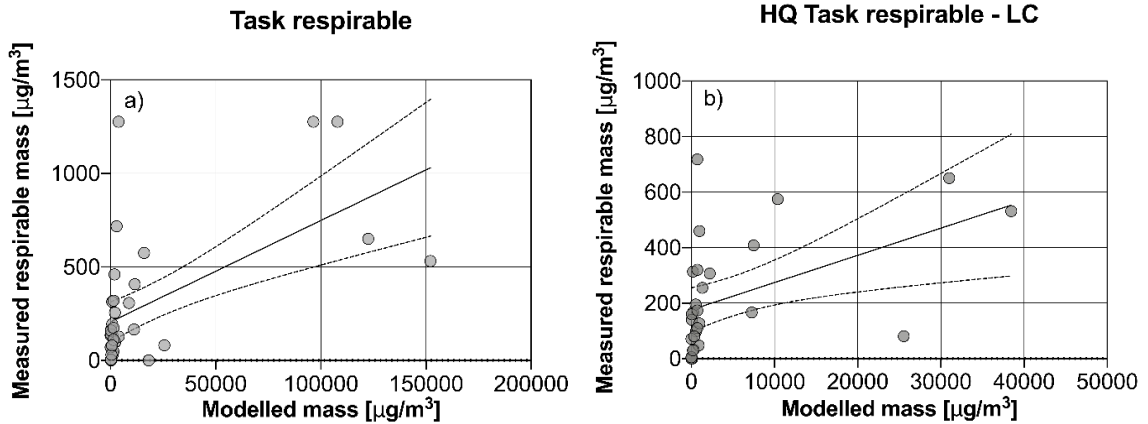 Task respirable
Measured respirable mass [µg/m³]
a)
1500
1000
500
0
0 50000 100000 150000 200000
Modelled mass [µg/m³]
HQ Task respirable - LC
Measured respirable mass [µg/m³]
b)
1000
800
600
400
200
0
0 10000 20000 30000 40000 50000
Modelled mass [µg/m³]